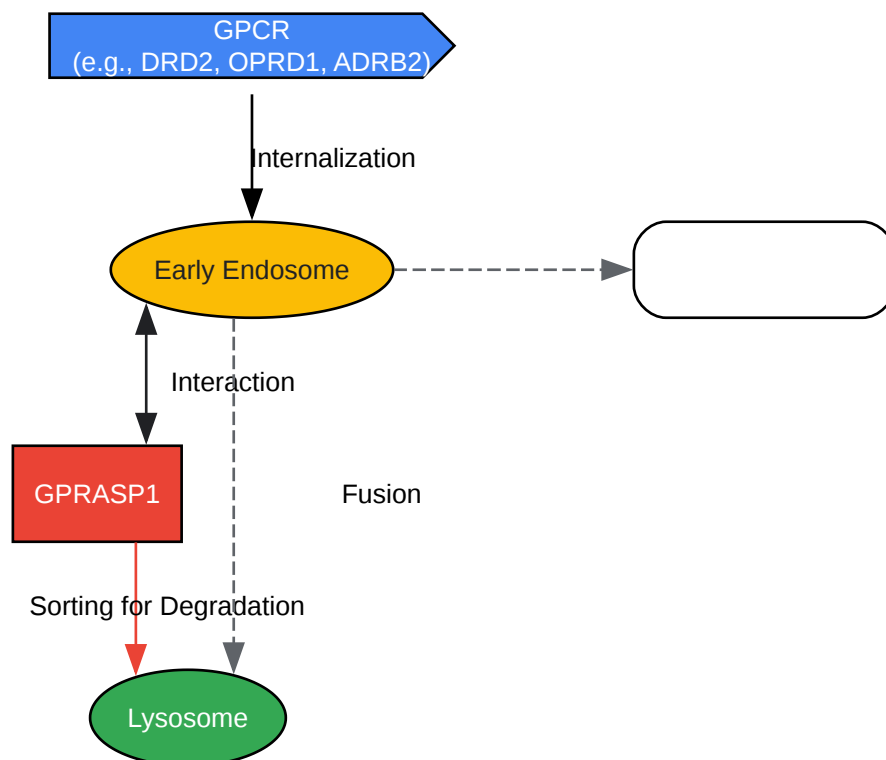 GPCR
(e.g., DRD2, OPRD1, ADRB2)
Internalization
Early Endosome
Interaction
GPRASP1
Fusion
Sorting for Degradation
Lysosome